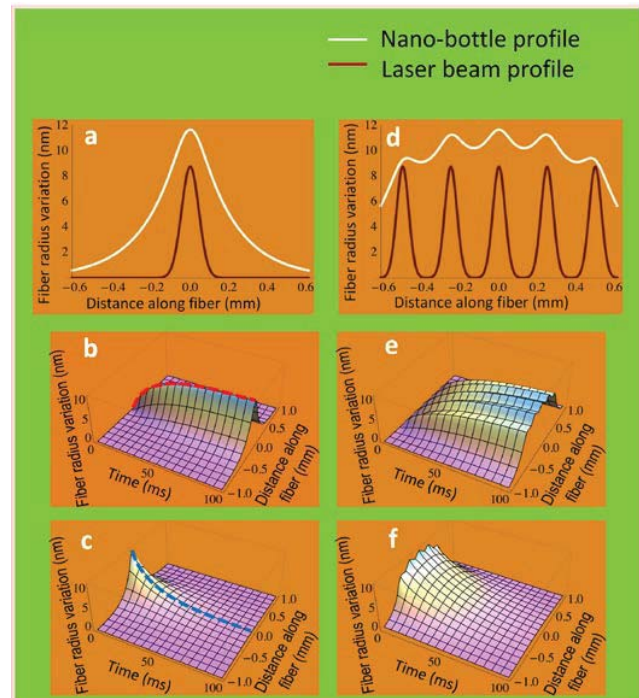 Nano-bottle profile
Laser beam profile
a
Fiber radius variation (nm)
12
10
8
6
4
2
−0.6 −0.4 −0.2 0.0 0.2 0.4 0.6
Distance along fiber (mm)
d
Fiber radius variation (nm)
12
10
8
6
4
2
−0.6 −0.4 −0.2 0.0 0.2 0.4 0.6
Distance along fiber (mm)
b
Fiber radius variation (nm)
10
5
0
0
50
100
Time (ms)
1.0
0.5
0.0
−0.5
−1.0
Distance along
fiber (mm)
e
Fiber radius variation (nm)
10
5
0
0
50
100
Time (ms)
1.0
0.5
0.0
−0.5
−1.0
Distance along
fiber (mm)
c
Fiber radius variation (nm)
10
5
0
0
50
100
Time (ms)
1.0
0.5
0.0
−0.5
−1.0
Distance along
fiber (mm)
f
Fiber radius variation (nm)
10
5
0
0
50
100
Time (ms)
1.0
0.5
0.0
−0.5
−1.0
Distance along
fiber (mm)